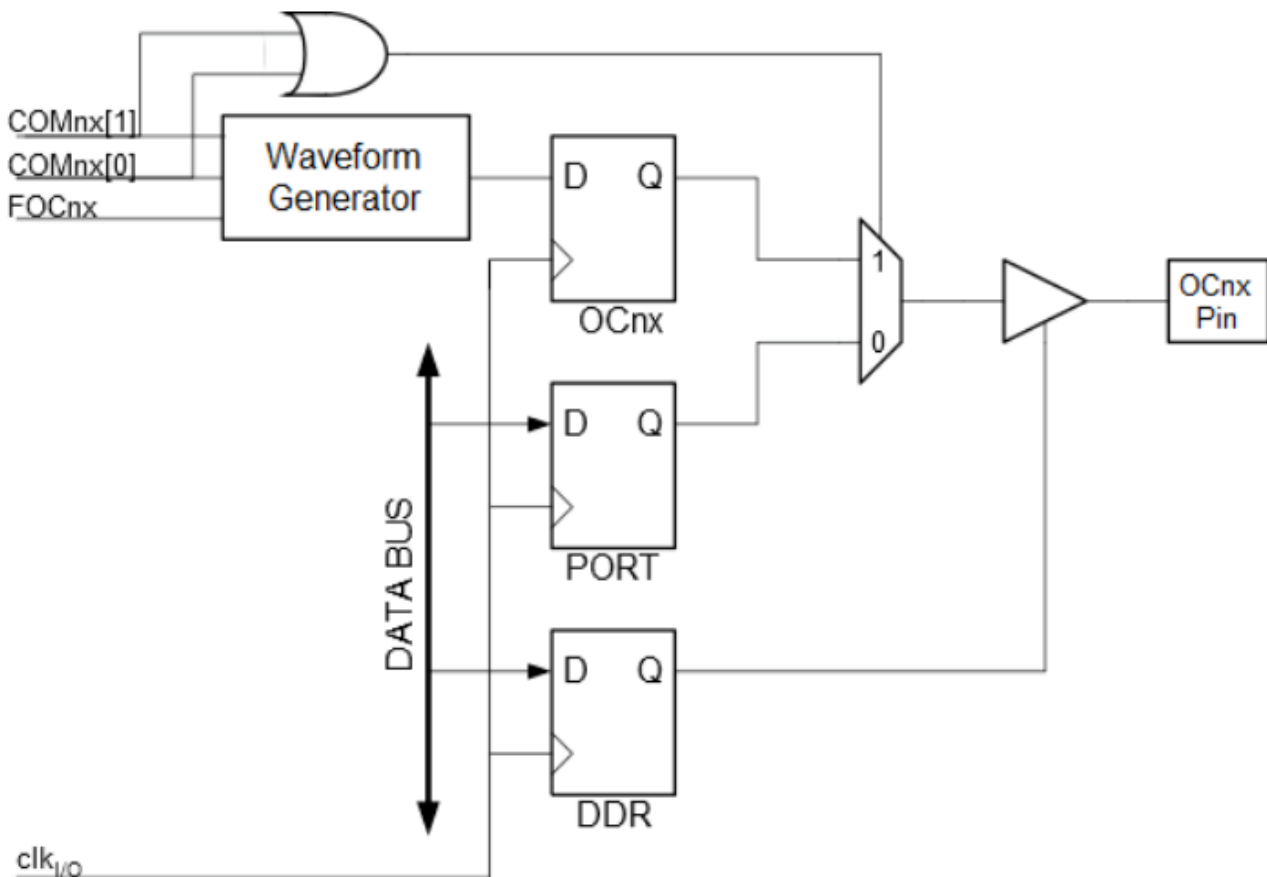 COMnx[1]
COMnx[0]
FOCnx
Waveform
Generator
D Q
OCnx
1
0
OCnx
Pin
DATA BUS
D Q
PORT
D Q
DDR
clkI/O